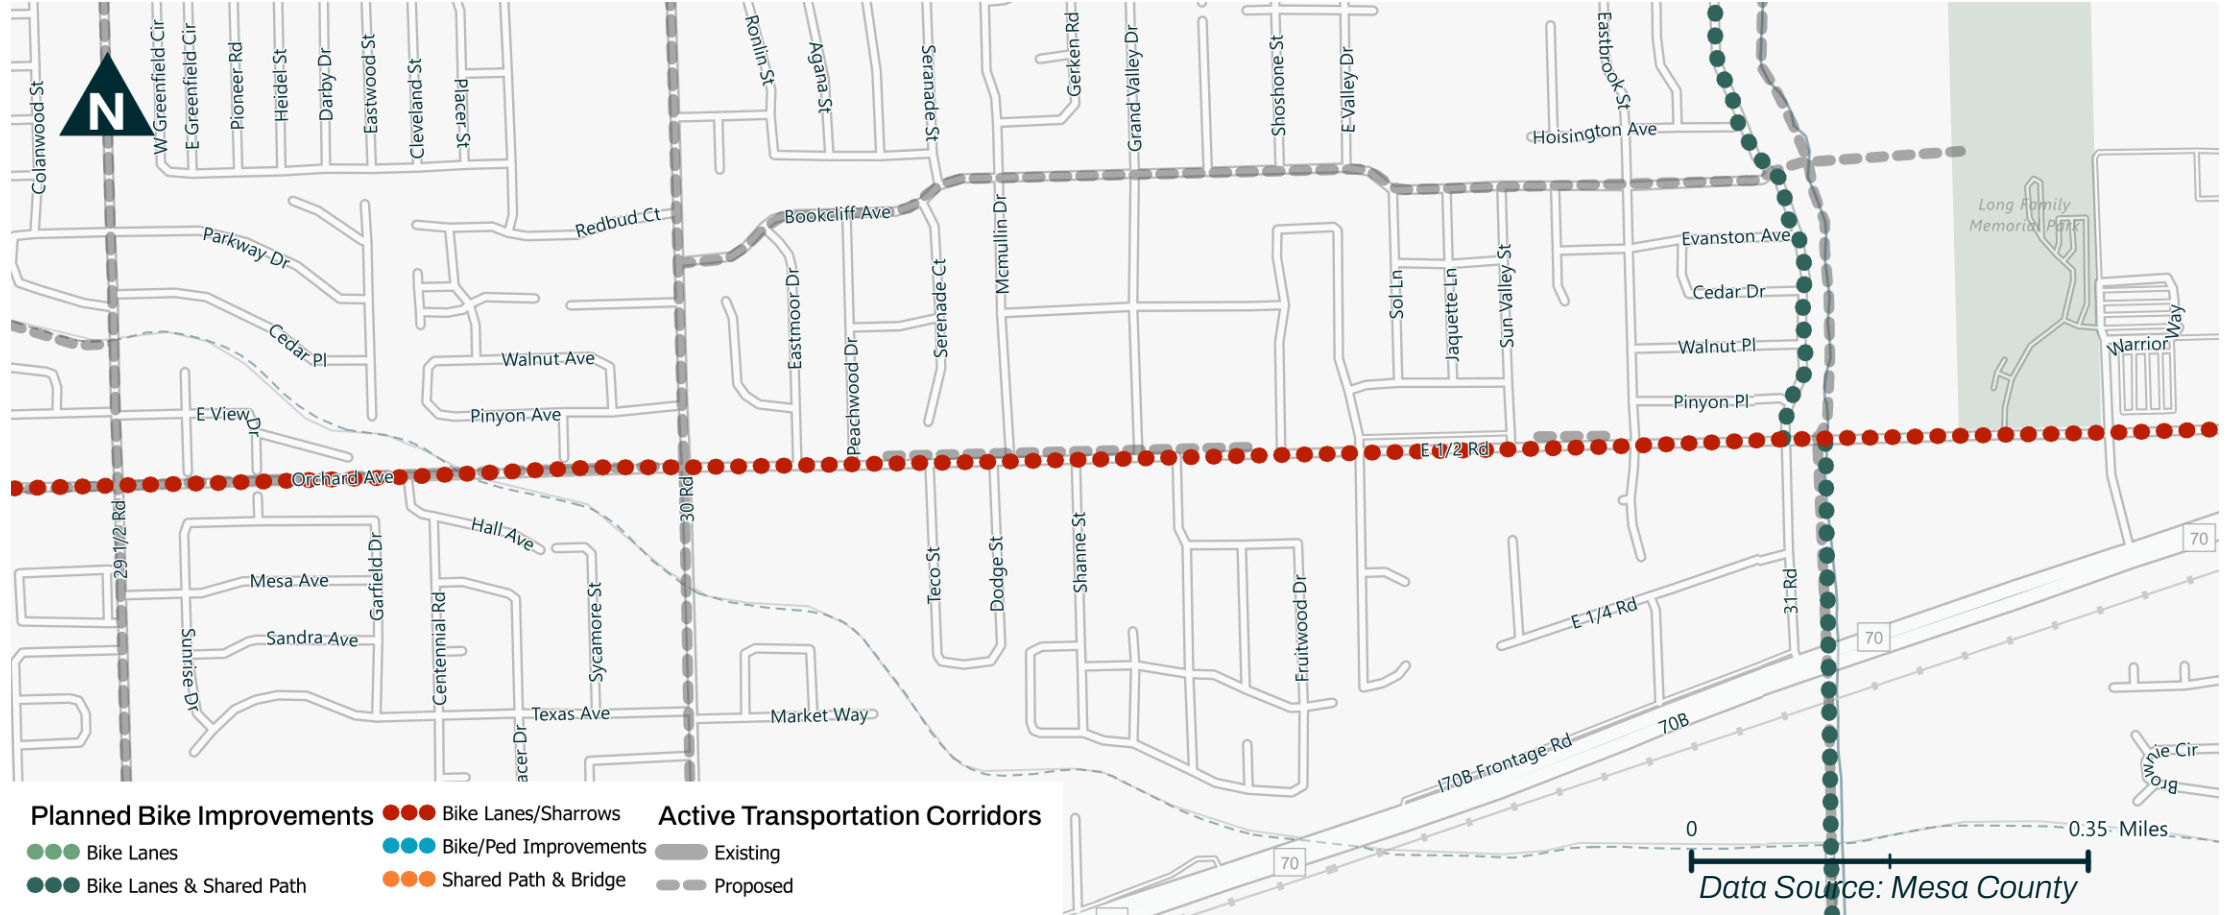 Colanwood St
N
W Greenfield Cir
E Greenfield Cir
Pioneer Rd
Heidel St
Darby Dr
Eastwood St
Cleveland St
Placer St
Ronlin St
Agana St
Seranade St
Gerken Rd
Grand Valley Dr
Shoshone St
E Valley Dr
Eastbrook St
Hoisington Ave
Redbud Ct
Bookcliff Ave
Parkway Dr
Mcmullin Dr
Long Family
Memorial Park
Evanston Ave
Cedar Dr
Cedar Pl
Eastmoor Dr
Serenade Ct
Sol Ln
Jaquette Ln
Sun Valley St
Walnut Ave
Walnut Pl
Warrior Way
Peachwood Dr
Pinyon Ave
Pinyon Pl
E View Dr
E 1/2 Rd
Orchard Ave
29 1/2 Rd
30 Rd
Hall Ave
Garfield Dr
Mesa Ave
Teco St
Dodge St
Shanne St
Fruitwood Dr
31 Rd
E 1/4 Rd
70
70
Sunrise Dr
Sandra Ave
Centennial Rd
Sycamore St
Texas Ave
Market Way
acer Dr
I70B Frontage Rd
70B
Brownie Cir
70
Planned Bike Improvements
Bike Lanes
Bike Lanes & Shared Path
Bike Lanes/Sharrows
Bike/Ped Improvements
Shared Path & Bridge
Active Transportation Corridors
Existing
Proposed
0
0.35 Miles
Data Source: Mesa County